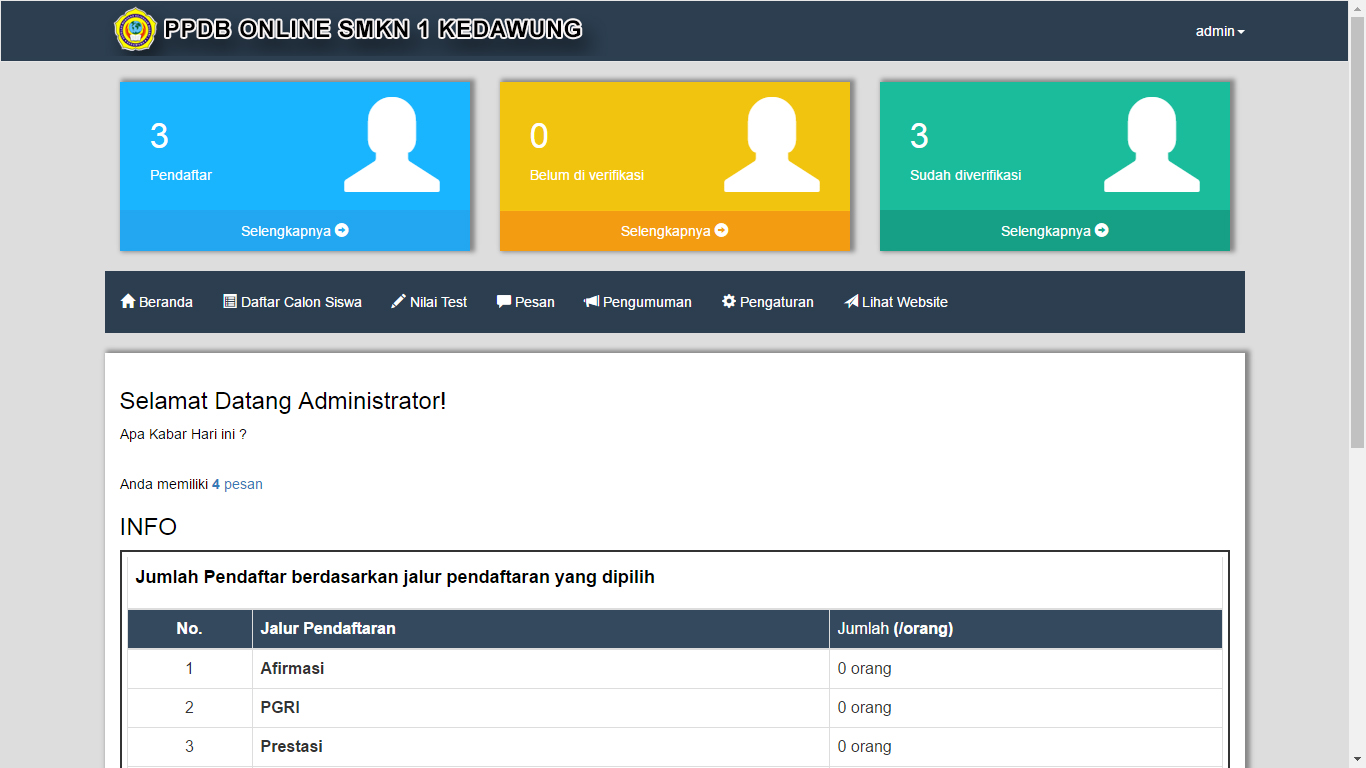 PPDB ONLINE SMKN 1 KEDAWUNG
admin
3
Pendaftar
Selengkapnya
0
Belum di verifikasi
Selengkapnya
3
Sudah diverifikasi
Selengkapnya
Beranda Daftar Calon Siswa Nilai Test Pesan Pengumuman Pengaturan Lihat Website
Selamat Datang Administrator!
Apa Kabar Hari ini ?
Anda memiliki 4 pesan
INFO
Jumlah Pendaftar berdasarkan jalur pendaftaran yang dipilih
No. Jalur Pendaftaran Jumlah (/orang)
1 Afirmasi 0 orang
2 PGRI 0 orang
3 Prestasi 0 orang